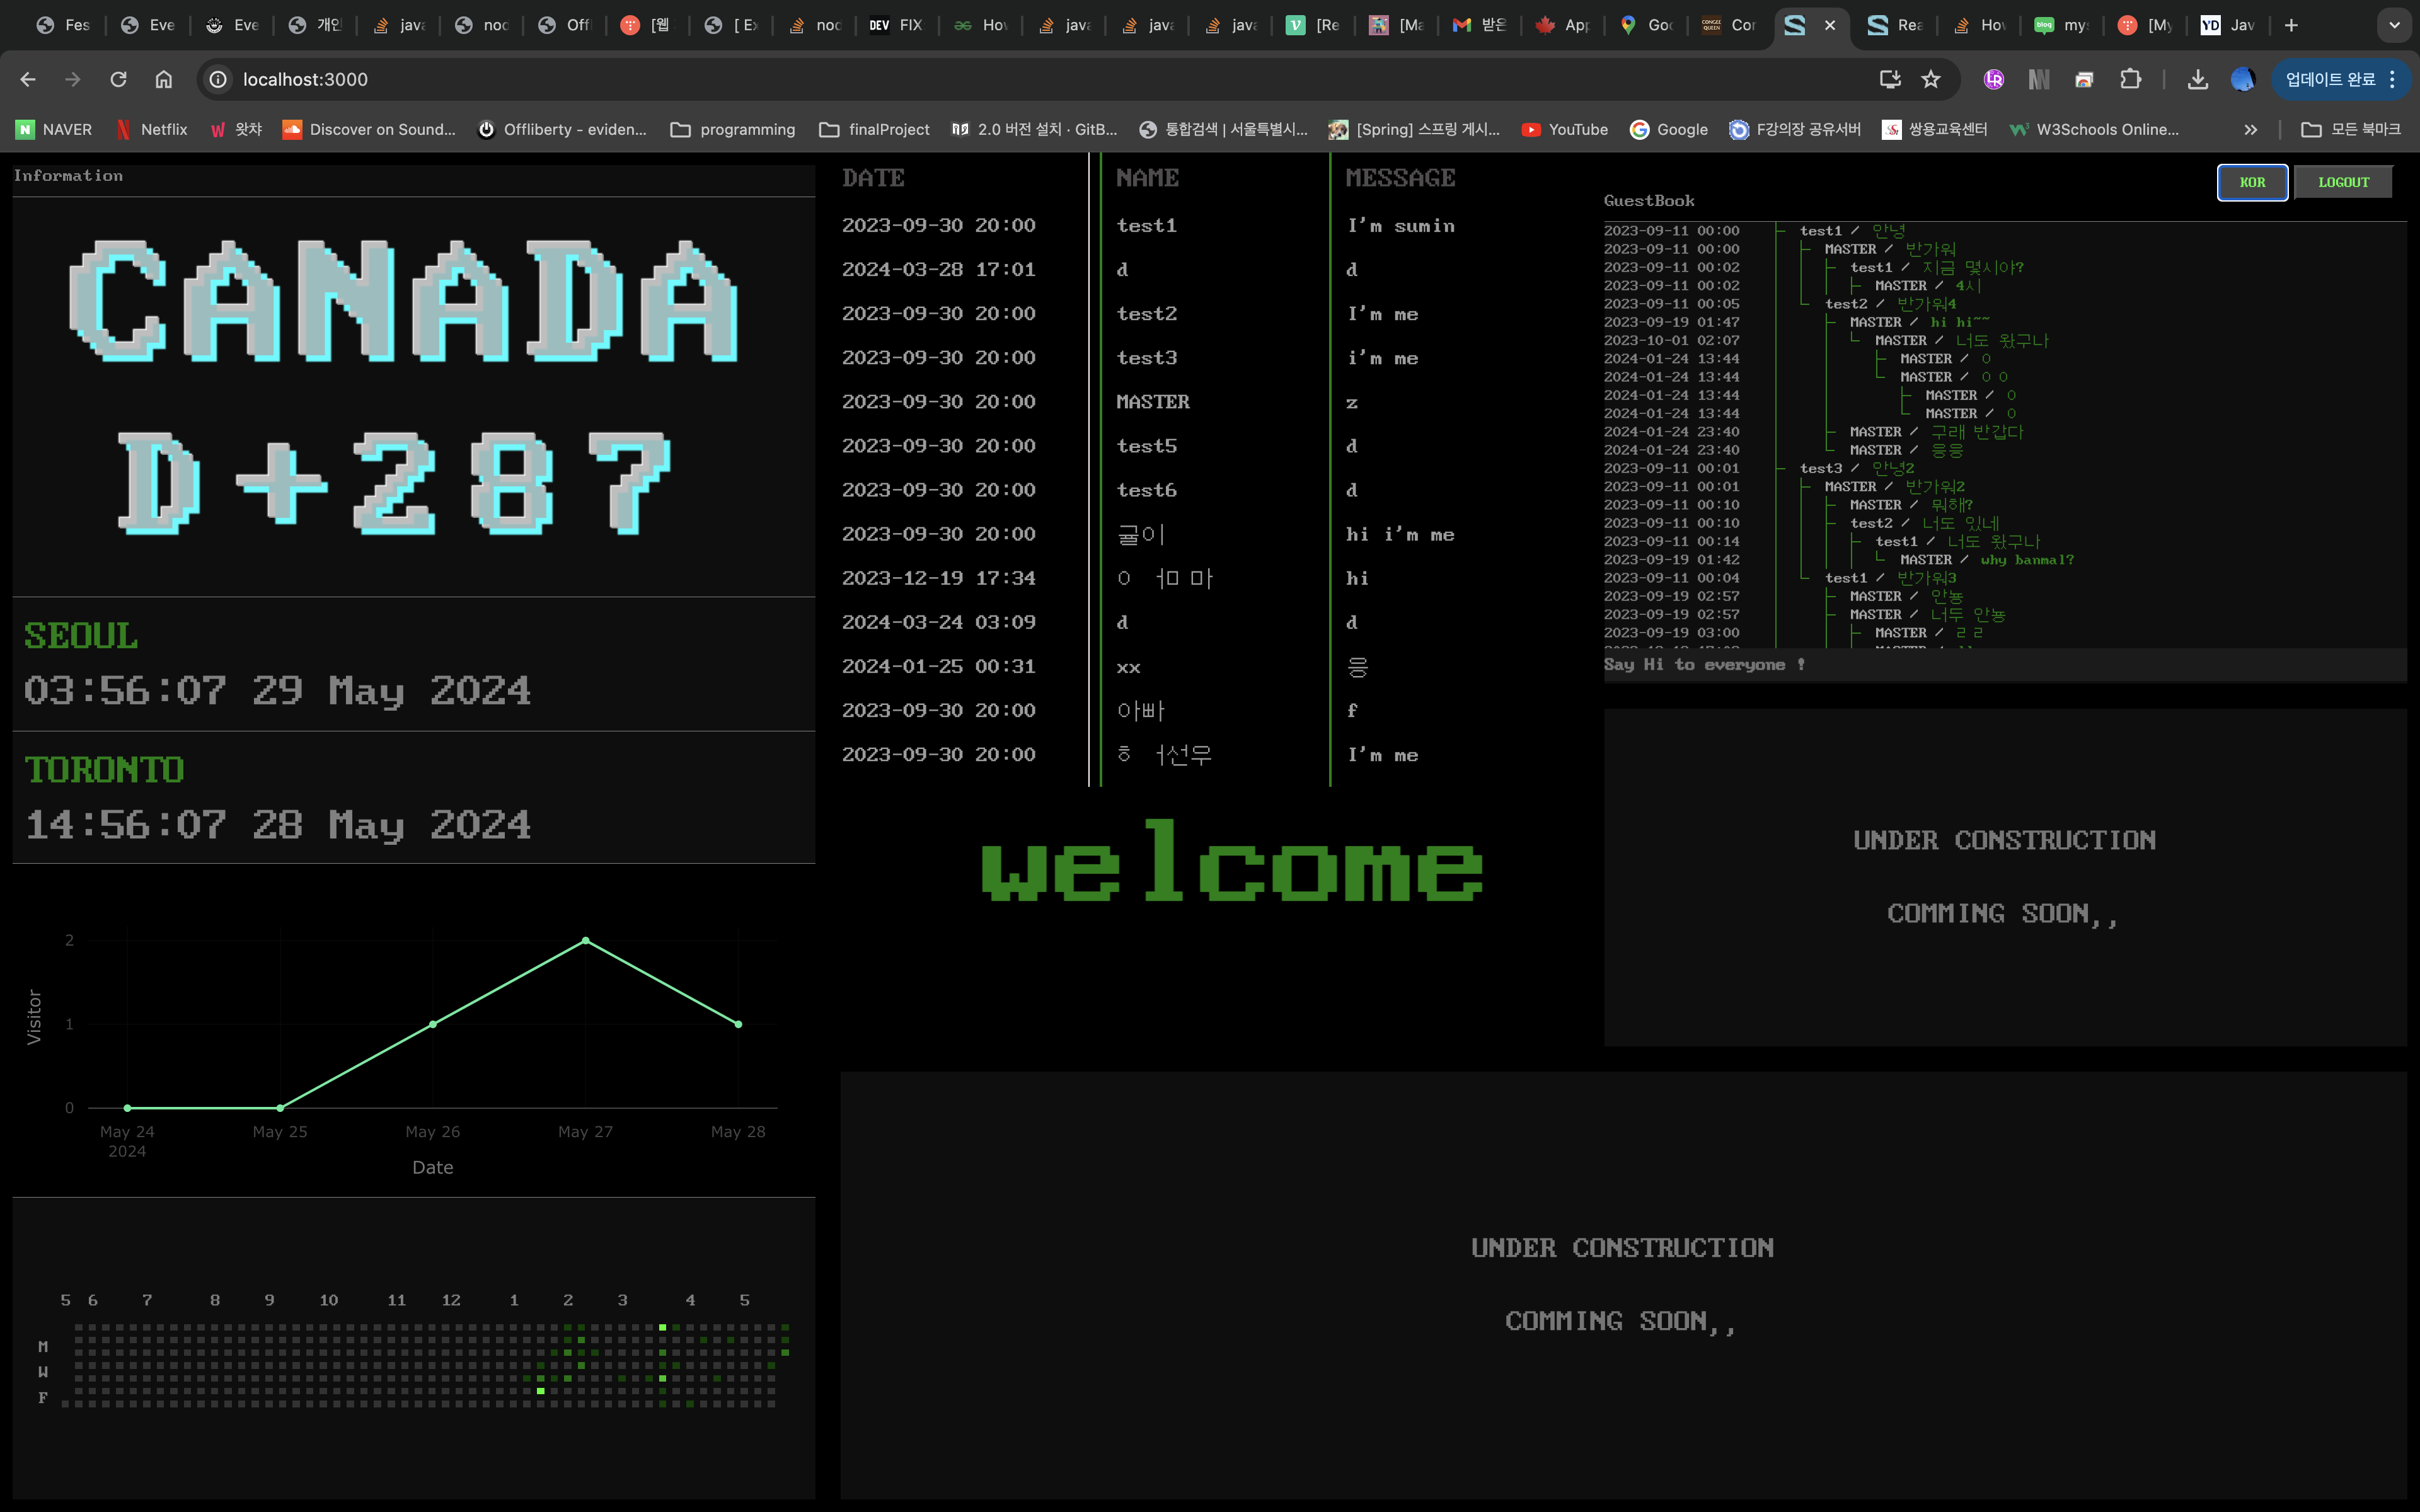 Fes
Eve
Eve
개인
java
nod
Off
[웹
[ Ex
nod
DEV FIX
How
java
java
java
[Re
[Ma
받은
App
Goo
Cor
Rea
How
my
[My
YD Jav
localhost:3000
업데이트 완료
NAVER
Netflix
왓챠
Discover on Sound...
Offliberty - eviden...
programming
finalProject
2.0 버전 설치 · GitB...
통합검색 | 서울특별시...
[Spring] 스프링 게시...
YouTube
Google
F강의장 공유서버
쌍용교육센터
W3Schools Online...
모든 북마크
Information
CANADA
D+287
SEOUL
03:56:07 29 May 2024
TORONTO
14:56:07 28 May 2024
2
1
0
Visitor
May 24 May 25 May 26 May 27 May 28
2024
Date
5 6 7 8 9 10 11 12 1 2 3 4 5
M
W
F
DATE NAME MESSAGE
2023-09-30 20:00 test1 I'm sumin
2024-03-28 17:01 d d
2023-09-30 20:00 test2 I'm me
2023-09-30 20:00 test3 i'm me
2023-09-30 20:00 MASTER z
2023-09-30 20:00 test5 d
2023-09-30 20:00 test6 d
2023-09-30 20:00 귤이 hi i'm me
2023-12-19 17:34 ㅇㅓㅁ마 hi
2024-03-24 03:09 d d
2024-01-25 00:31 xx 응
2023-09-30 20:00 아빠 f
2023-09-30 20:00 ㅎㅓ선우 I'm me
welcome
KOR LOGOUT
GuestBook
2023-09-11 00:00 test1 / 안녕
2023-09-11 00:00 MASTER / 반가워
2023-09-11 00:02 test1 / 지금 몇시야?
2023-09-11 00:02 MASTER / 4시
2023-09-11 00:05 test2 / 반가워4
2023-09-19 01:47 MASTER / hi hi~~
2023-10-01 02:07 MASTER / 너도 왔구나
2024-01-24 13:44 MASTER / ㅇ
2024-01-24 13:44 MASTER / ㅇㅇ
2024-01-24 13:44 MASTER / ㅇ
2024-01-24 13:44 MASTER / ㅇ
2024-01-24 23:40 MASTER / 구래 반갑다
2024-01-24 23:40 MASTER / 응응
2023-09-11 00:01 test3 / 안녕2
2023-09-11 00:01 MASTER / 반가워2
2023-09-11 00:10 MASTER / 뭐해?
2023-09-11 00:10 test2 / 너도 있네
2023-09-11 00:14 test1 / 너도 왔구나
2023-09-19 01:42 MASTER / why banmal?
2023-09-11 00:04 test1 / 반가워3
2023-09-19 02:57 MASTER / 안뇽
2023-09-19 02:57 MASTER / 너두 안뇽
2023-09-19 03:00 MASTER / ㄹㄹ
Say Hi to everyone !
UNDER CONSTRUCTION
COMMING SOON,,
UNDER CONSTRUCTION
COMMING SOON,,